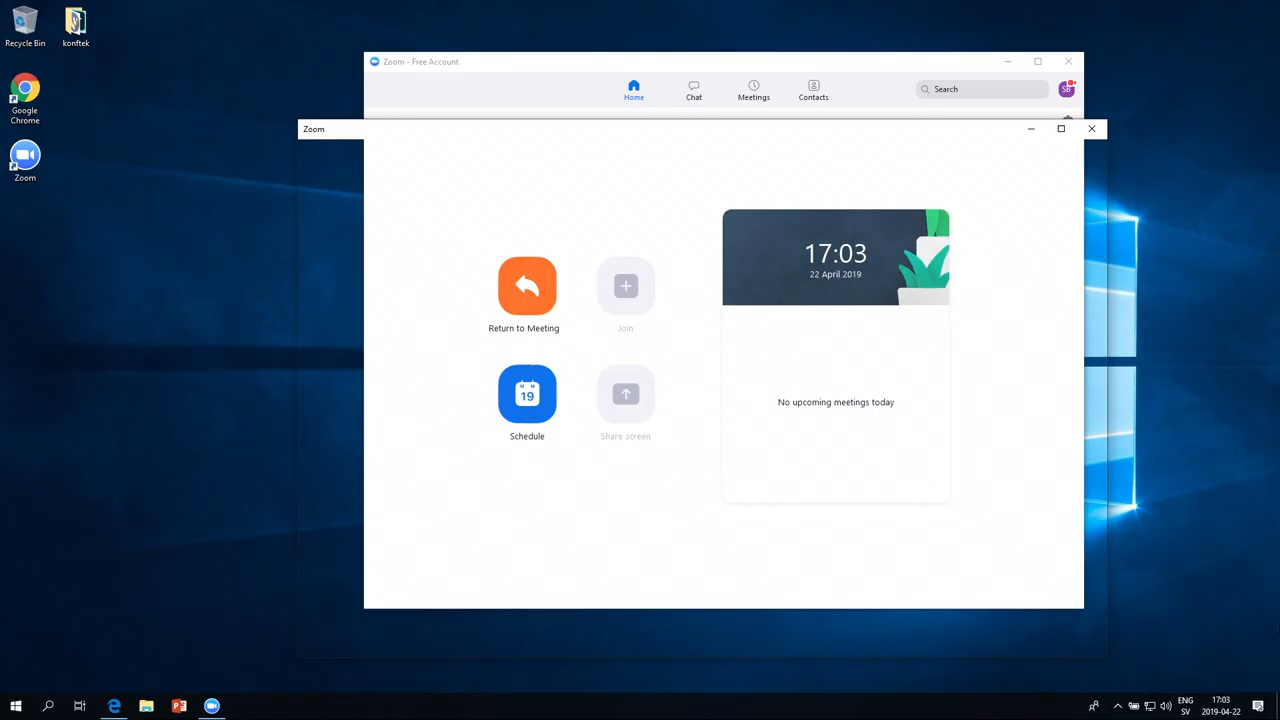 Recycle Bin
konftek
Google
Chrome
Zoom
Zoom - Free Account
Home
Chat
Meetings
Contacts
Search
SB
Zoom
17:03
22 April 2019
Return to Meeting
Join
19
Schedule
Share screen
No upcoming meetings today
ENG
SV
17:03
2019-04-22